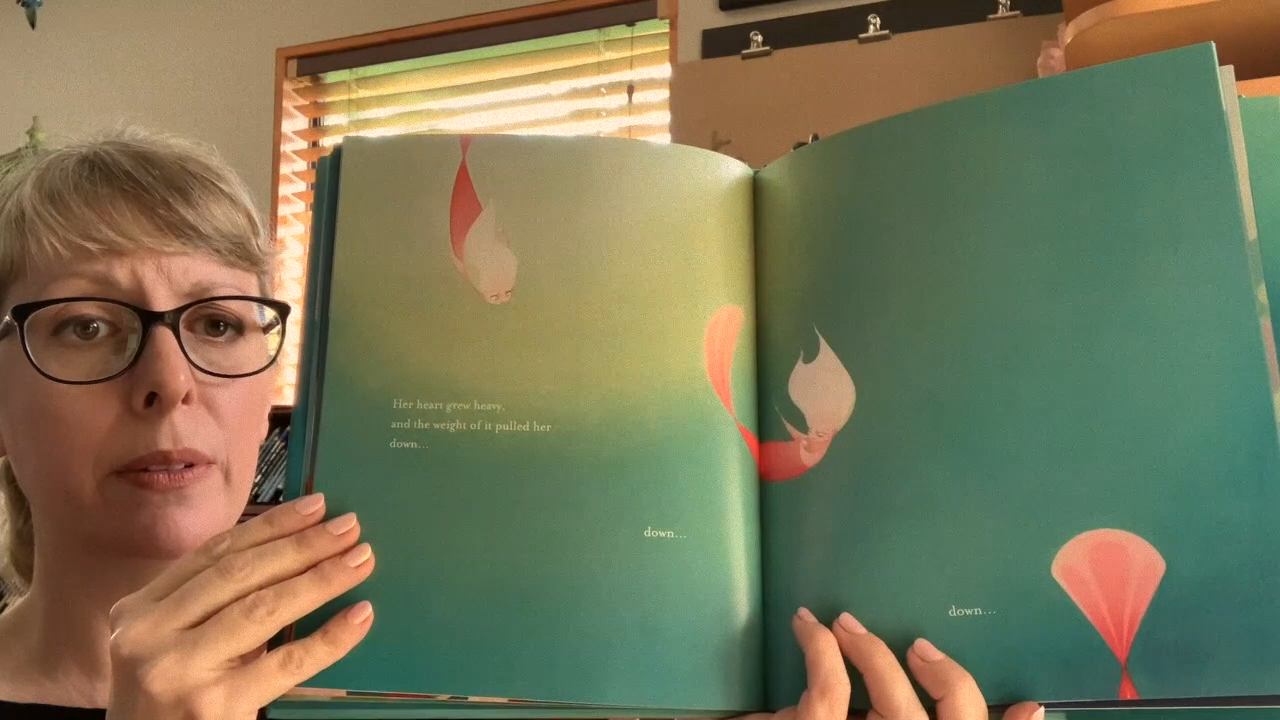 Her heart grew heavy,
and the weight of it pulled her
down...
down...
down...